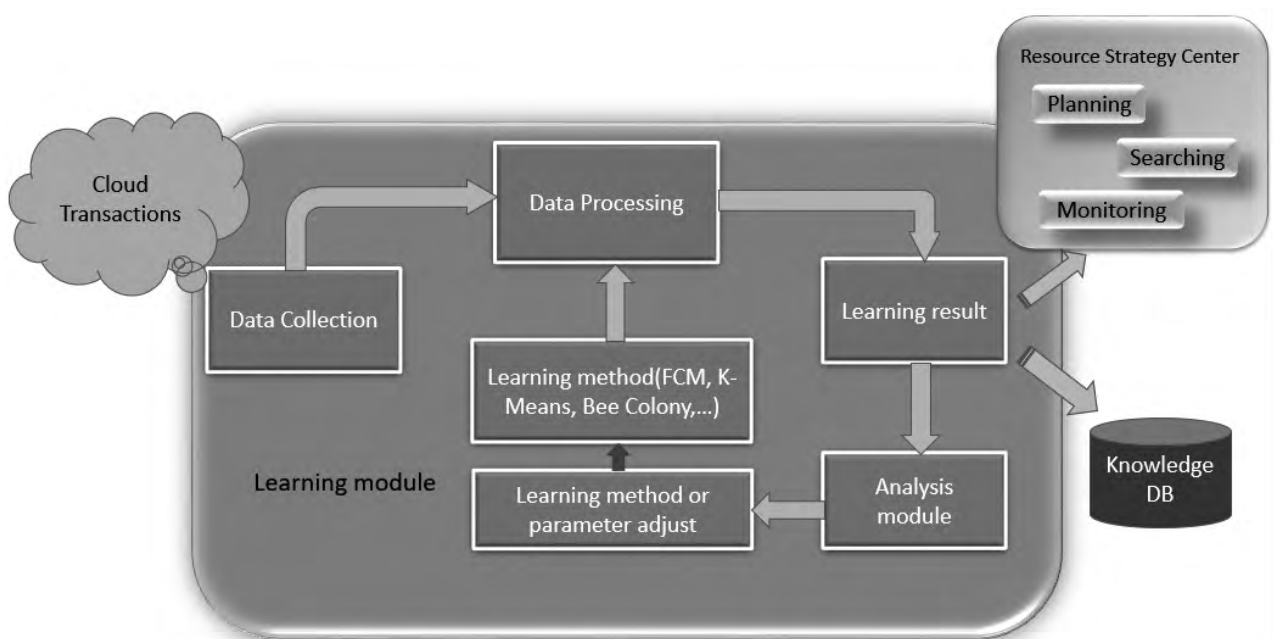 Resource Strategy Center
Planning
Searching
Monitoring
Cloud
Transactions
Data Processing
Data Collection
Learning result
Learning method(FCM, K-
Means, Bee Colony,...)
Learning module
Learning method or
parameter adjust
Analysis
module
Knowledge
DB